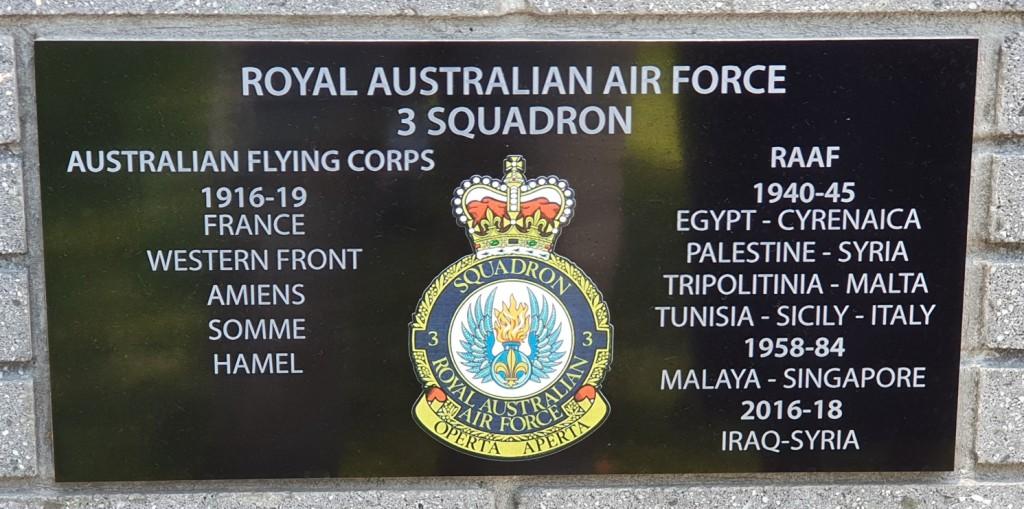 ROYAL AUSTRALIAN AIR FORCE
3 SQUADRON
AUSTRALIAN FLYING CORPS
1916-19
FRANCE
WESTERN FRONT
AMIENS
SOMME
HAMEL
SQUADRON
3 3
ROYAL AUSTRALIAN
AIR FORCE
OPERTA APERTA
RAAF
1940-45
EGYPT - CYRENAICA
PALESTINE - SYRIA
TRIPOLITINIA - MALTA
TUNISIA - SICILY - ITALY
1958-84
MALAYA - SINGAPORE
2016-18
IRAQ-SYRIA